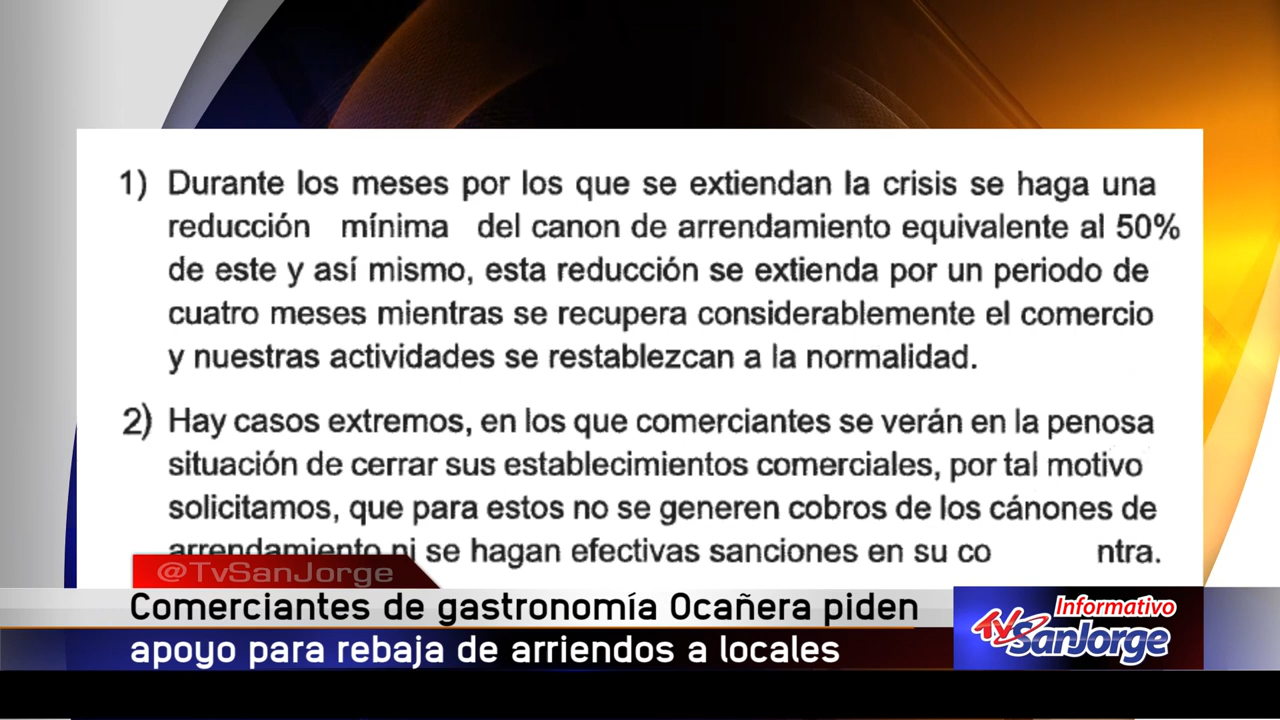 1) Durante los meses por los que se extiendan la crisis se haga una
reducción mínima del canon de arrendamiento equivalente al 50%
de este y así mismo, esta reducción se extienda por un periodo de
cuatro meses mientras se recupera considerablemente el comercio
y nuestras actividades se restablezcan a la normalidad.
2) Hay casos extremos, en los que comerciantes se verán en la penosa
situación de cerrar sus establecimientos comerciales, por tal motivo
solicitamos, que para estos no se generen cobros de los cánones de
arrendamiento ni se hagan efectivas sanciones en su co ntra.
@TvSanJorge
Comerciantes de gastronomía Ocañera piden
apoyo para rebaja de arriendos a locales
Informativo
TV SanJorge